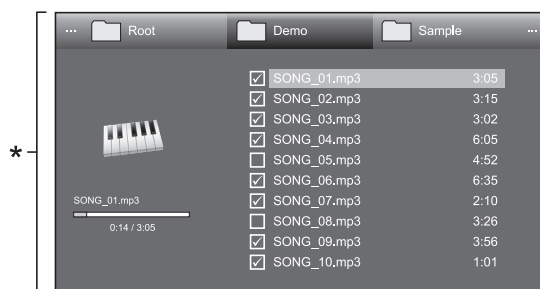 ... Root Demo Sample ...
SONG_01.mp3 3:05
SONG_02.mp3 3:15
SONG_03.mp3 3:02
SONG_04.mp3 6:05
SONG_05.mp3 4:52
SONG_06.mp3 6:35
SONG_07.mp3 2:10
SONG_08.mp3 3:26
SONG_09.mp3 3:56
SONG_10.mp3 1:01
*
SONG_01.mp3
0:14 / 3:05